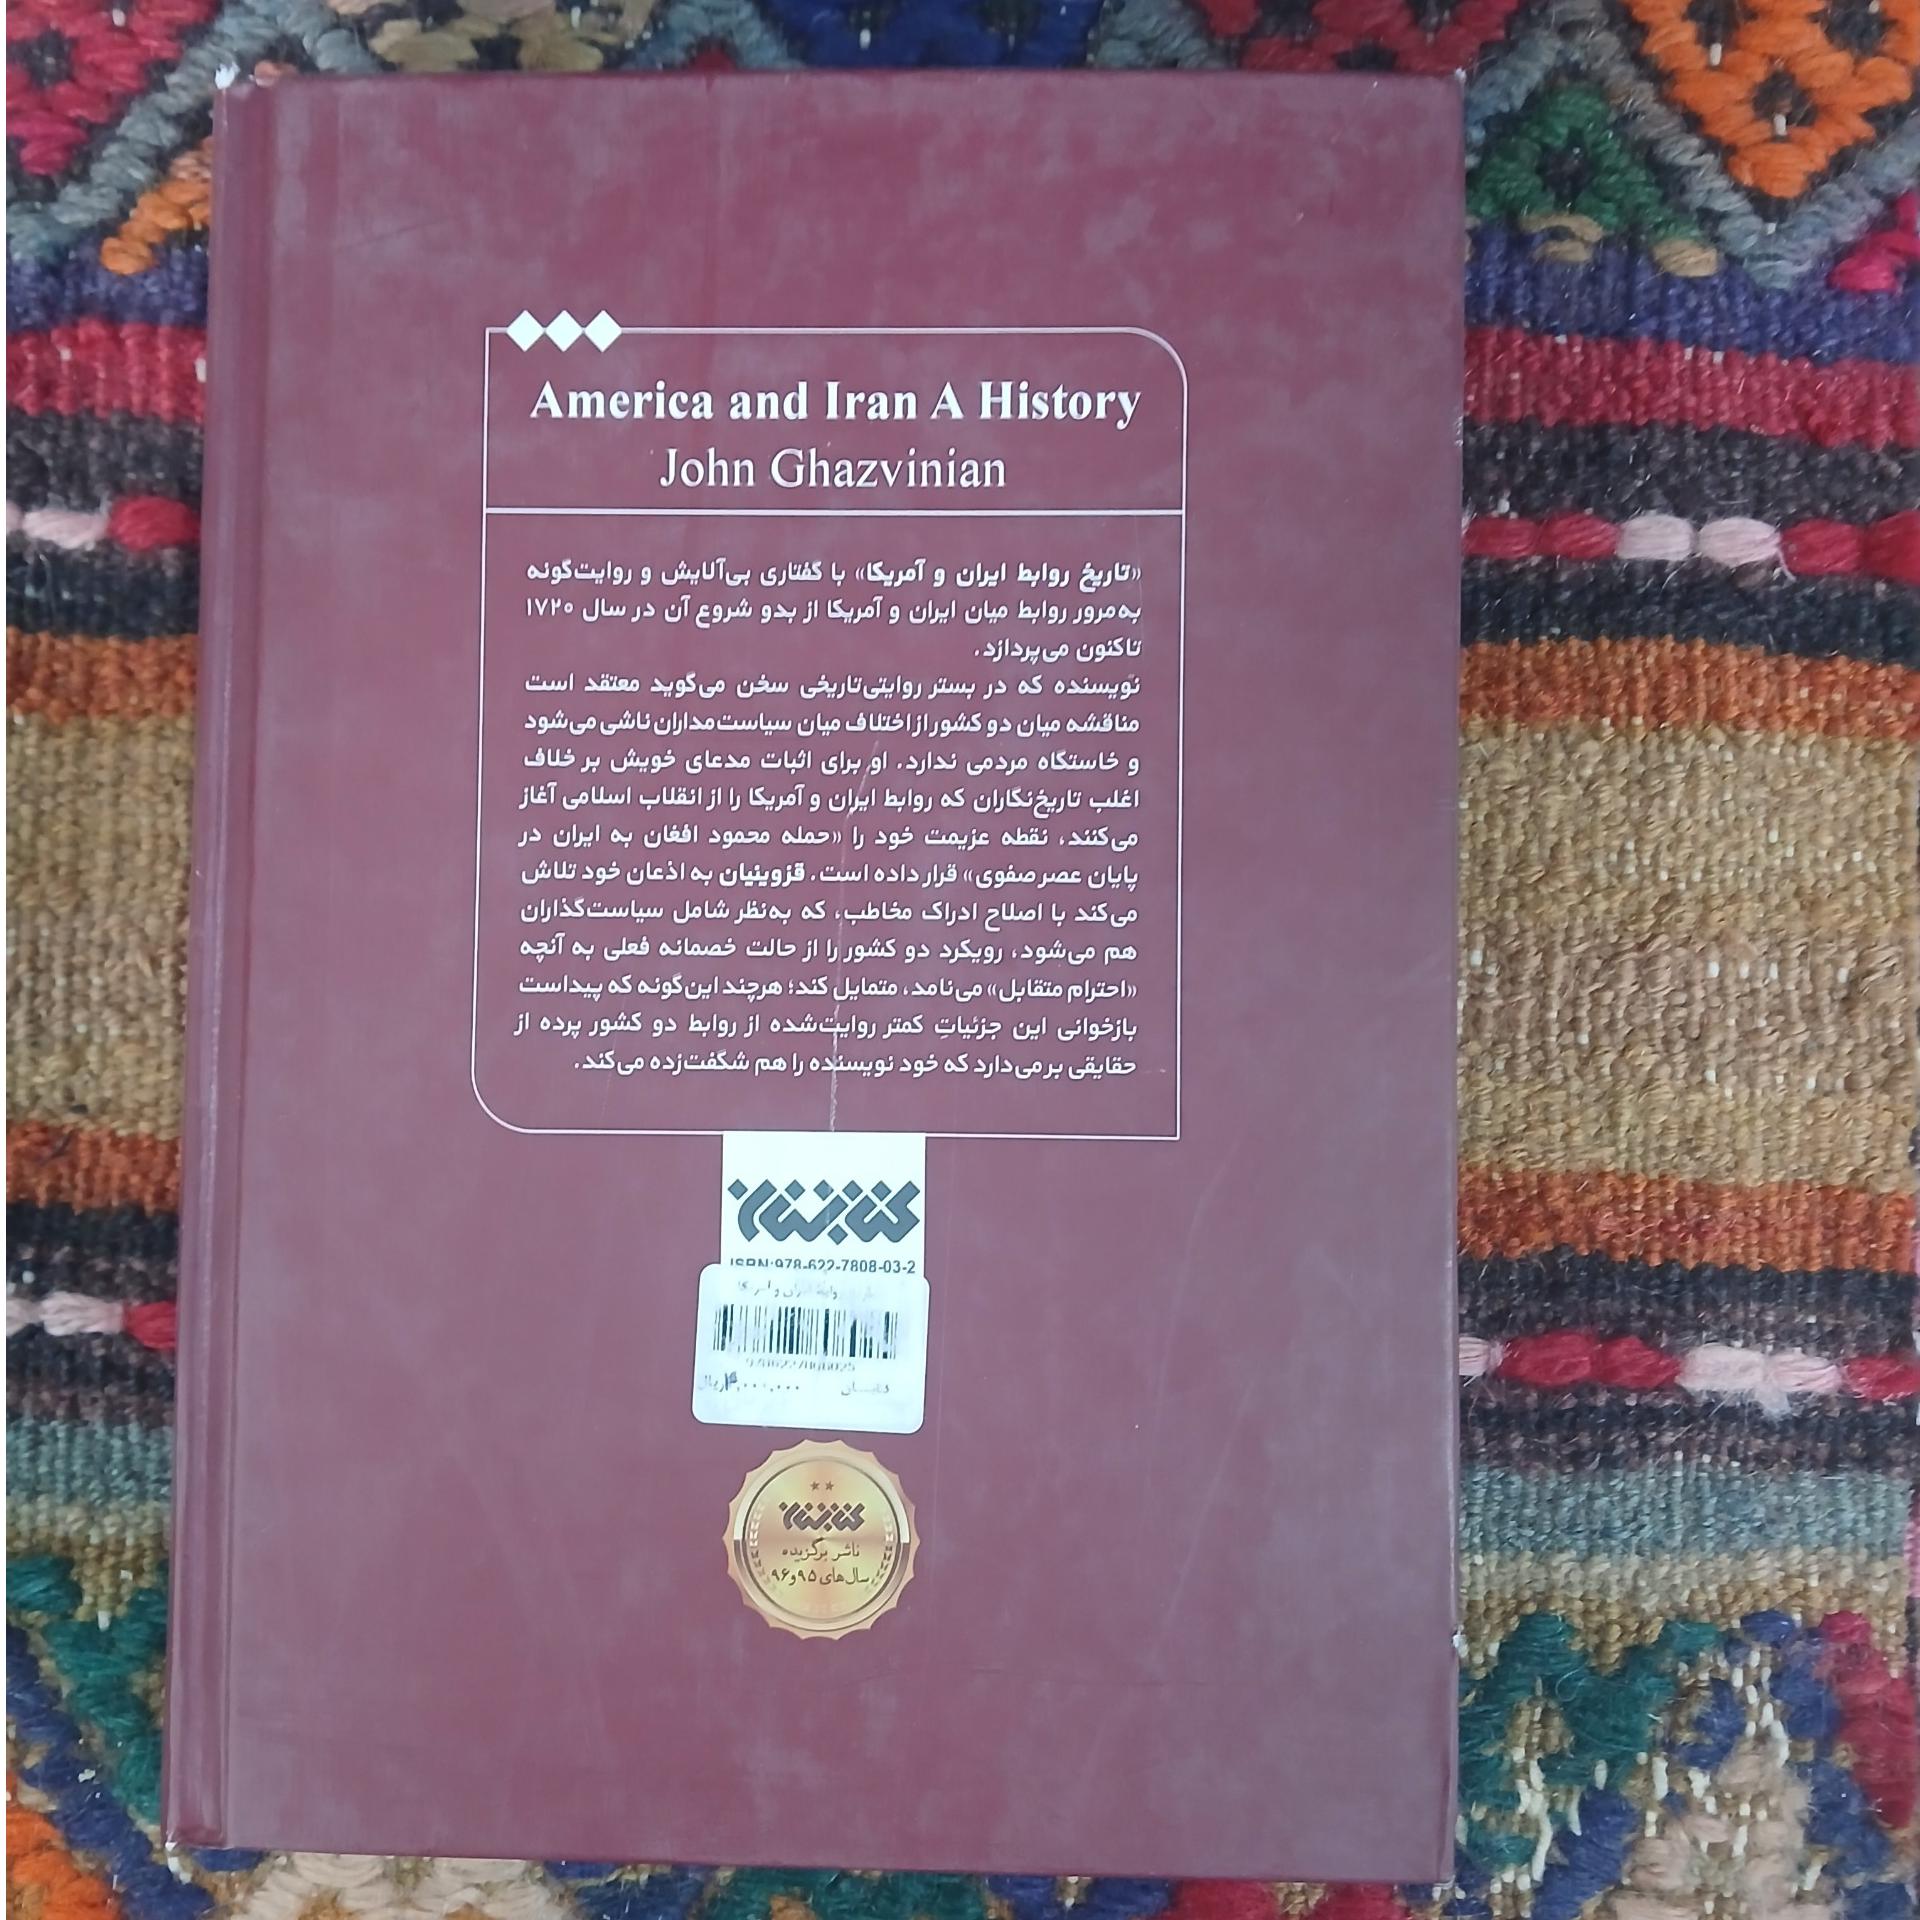 America and Iran A History
John Ghazvinian
«تاریخ روابط ایران و آمریکا» با گفتاری بی‌آلایش و روایت‌گونه
به‌مرور روابط میان ایران و آمریکا از بدو شروع آن در سال ۱۷۲۰
تاکنون می‌پردازد.
نویسنده که در بستر روایتی‌تاریخی سخن می‌گوید معتقد است
مناقشه میان دو کشور از اختلاف میان سیاست‌مداران ناشی می‌شود
و خاستگاه مردمی ندارد. او برای اثبات مدعای خویش بر خلاف
اغلب تاریخ‌نگاران که روابط ایران و آمریکا را از انقلاب اسلامی آغاز
می‌کنند، نقطه عزیمت خود را «حمله محمود افغان به ایران در
پایان عصر صفوی» قرار داده است. قزوینیان به اذعان خود تلاش
می‌کند با اصلاح ادراک مخاطب، که به‌نظر شامل سیاست‌گذاران
هم می‌شود، رویکرد دو کشور را از حالت خصمانه فعلی به آنچه
«احترام متقابل» می‌نامد، متمایل کند؛ هرچند این‌گونه که پیداست
بازخوانی این جزئیاتِ کمتر روایت‌شده از روابط دو کشور پرده از
حقایقی بر می‌دارد که خود نویسنده را هم شگفت‌زده می‌کند.
کتابستان
ISBN:978-622-7808-03-2
ایران و
ریال
کتابستان
ناشر برگزیده
سال‌های ۹۵ و ۹۶